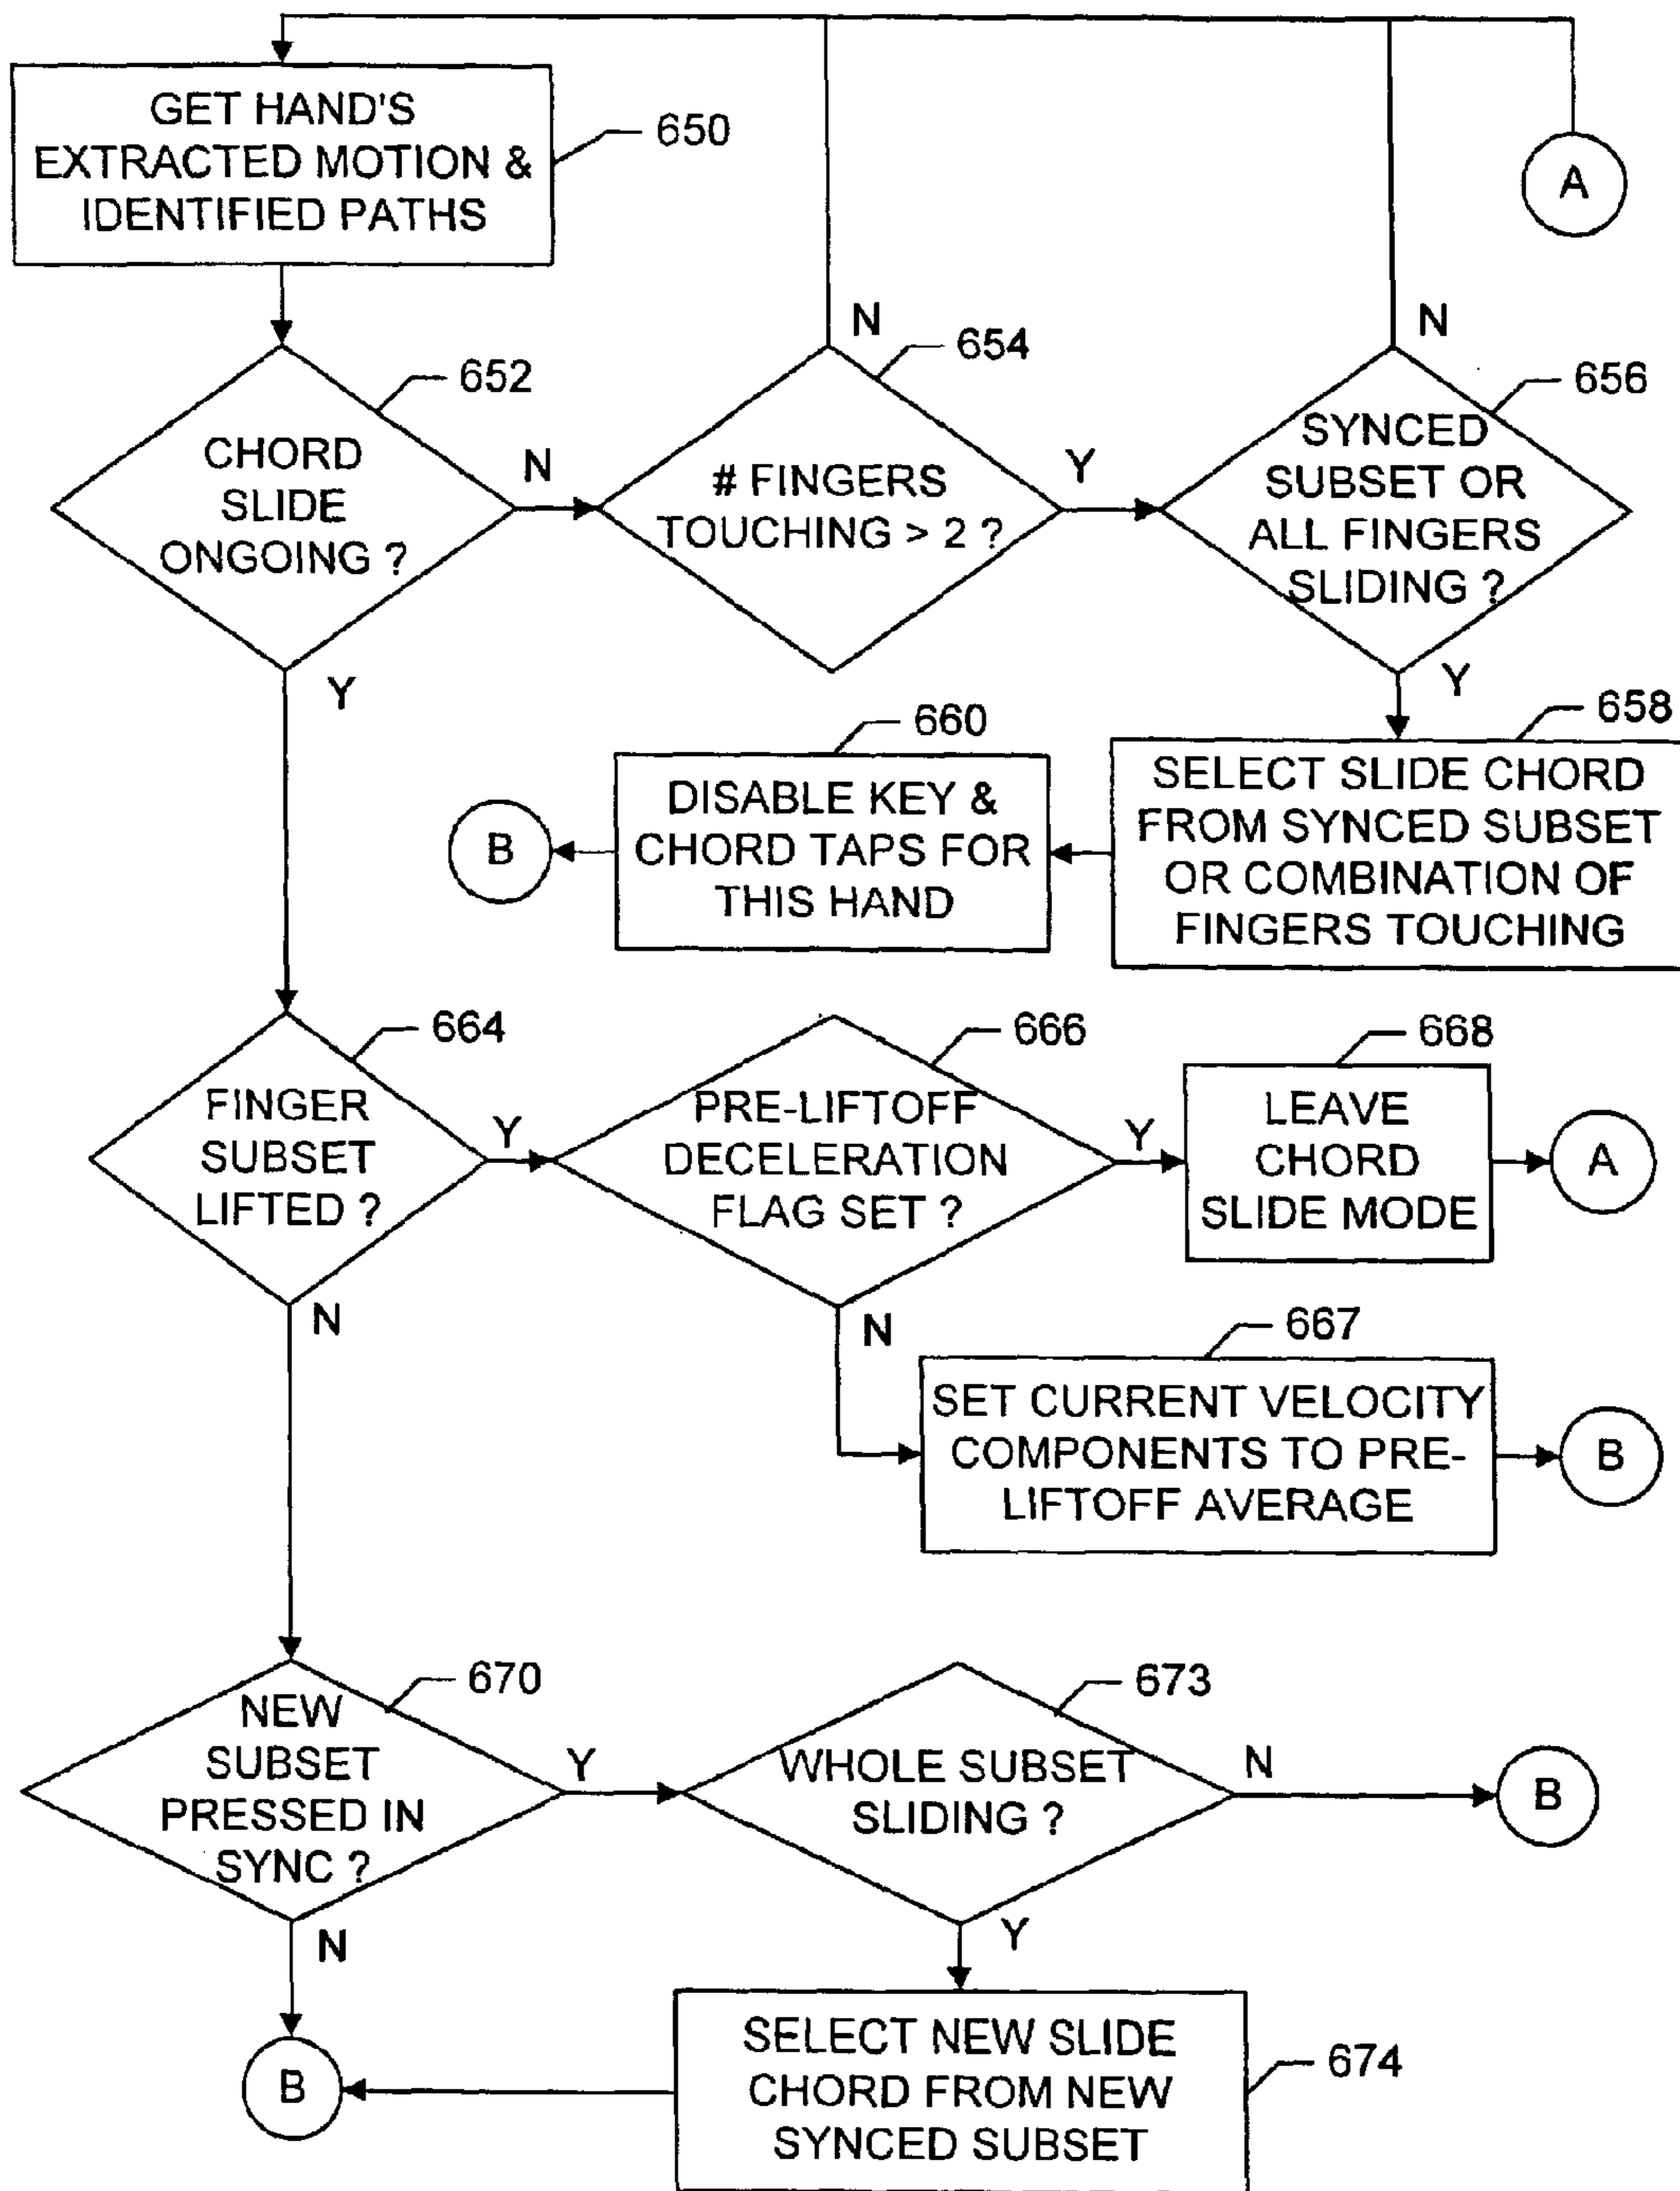 GET HAND'S
EXTRACTED MOTION &
IDENTIFIED PATHS
650
A
N
N
652
654
656
CHORD
SLIDE
ONGOING ?
N
# FINGERS
TOUCHING > 2 ?
Y
SYNCED
SUBSET OR
ALL FINGERS
SLIDING ?
Y
Y
658
660
B
DISABLE KEY &
CHORD TAPS FOR
THIS HAND
SELECT SLIDE CHORD
FROM SYNCED SUBSET
OR COMBINATION OF
FINGERS TOUCHING
664
666
668
FINGER
SUBSET
LIFTED ?
Y
PRE-LIFTOFF
DECELERATION
FLAG SET ?
Y
LEAVE
CHORD
SLIDE MODE
A
N
N
667
SET CURRENT VELOCITY
COMPONENTS TO PRE-
LIFTOFF AVERAGE
B
670
673
NEW
SUBSET
PRESSED IN
SYNC ?
Y
WHOLE SUBSET
SLIDING ?
N
B
N
Y
B
SELECT NEW SLIDE
CHORD FROM NEW
SYNCED SUBSET
674